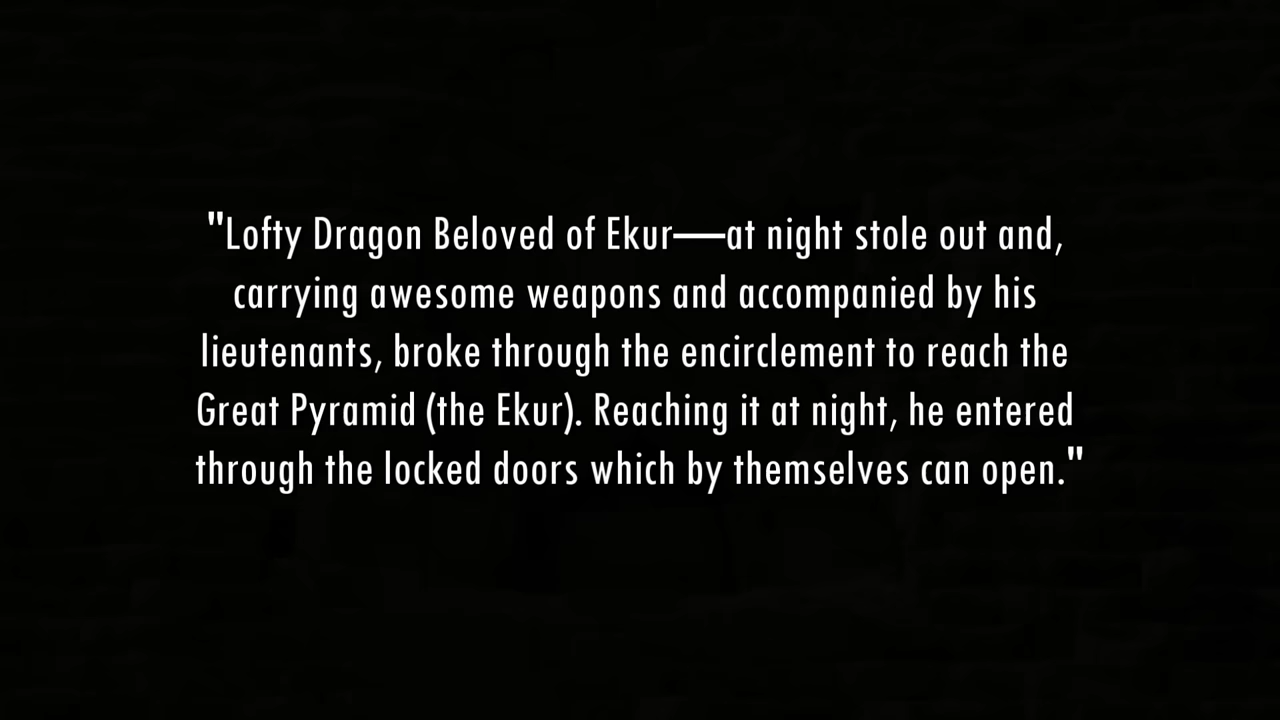 "Lofty Dragon Beloved of Ekur—at night stole out and,
carrying awesome weapons and accompanied by his
lieutenants, broke through the encirclement to reach the
Great Pyramid (the Ekur). Reaching it at night, he entered
through the locked doors which by themselves can open."